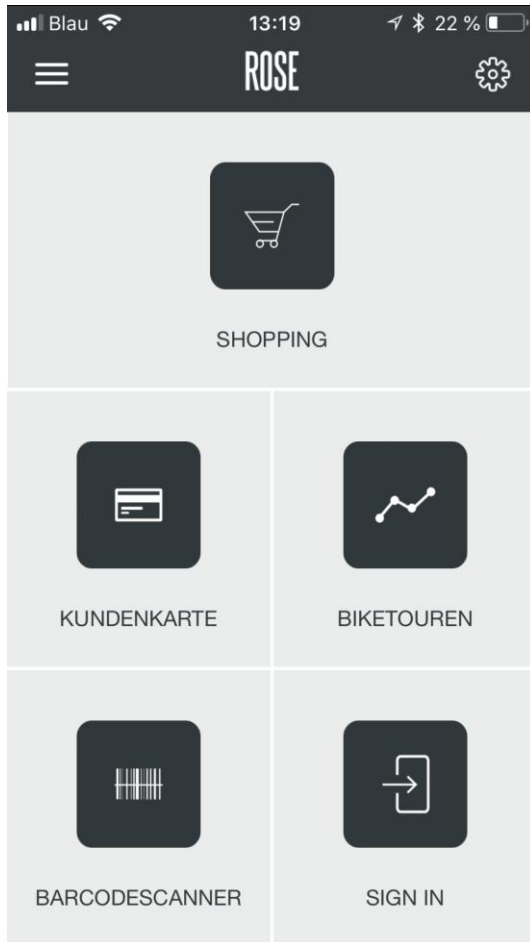 Blau 13:19 22 %
ROSE
SHOPPING
KUNDENKARTE BIKETOUREN
BARCODESCANNER SIGN IN